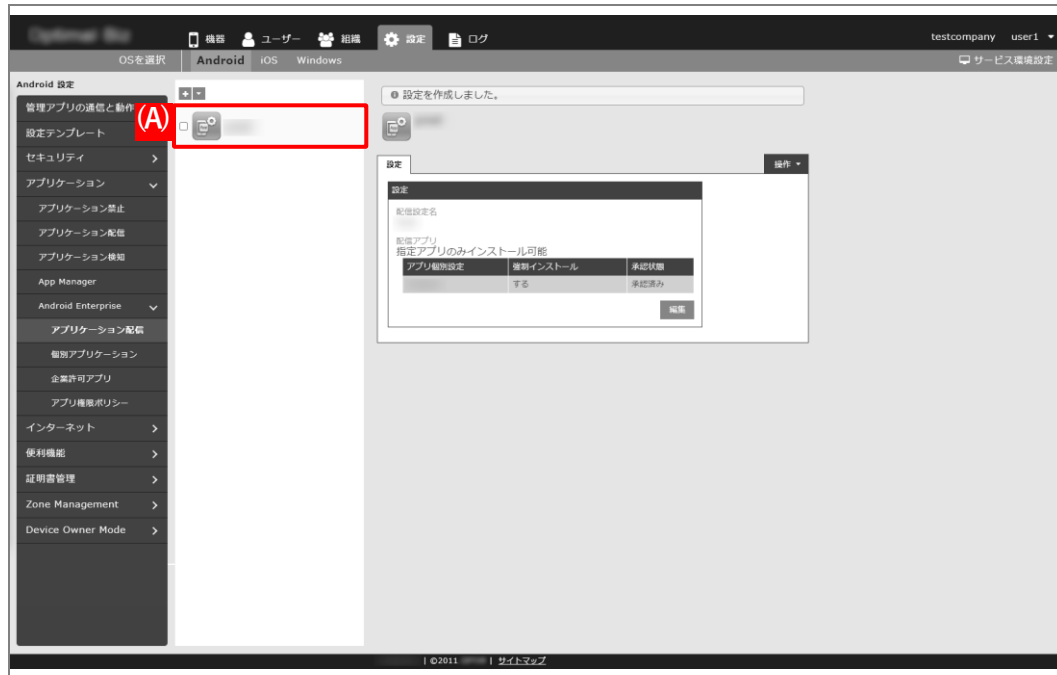 機器 ユーザー 組織 設定 ログ testcompany user1
OSを選択 Android iOS Windows サービス環境設定
Android 設定
管理アプリの通信と動作
設定テンプレート
セキュリティ
アプリケーション
アプリケーション禁止
アプリケーション配信
アプリケーション検知
App Manager
Android Enterprise
アプリケーション配信
個別アプリケーション
企業許可アプリ
アプリ権限ポリシー
インターネット
便利機能
証明書管理
Zone Management
Device Owner Mode
(A)
設定を作成しました。
設定 操作
設定
配信設定名
配信アプリ
指定アプリのみインストール可能
アプリ個別設定 強制インストール 承認状態
する 承認済み
編集
| ©2011 | サイトマップ